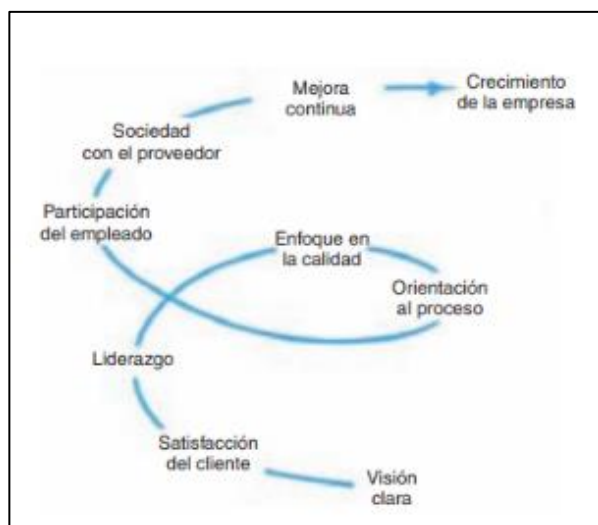 Mejora
continua
Crecimiento
de la empresa
Sociedad
con el proveedor
Participación
del empleado
Enfoque en
la calidad
Orientación
al proceso
Liderazgo
Satisfacción
del cliente
Visión
clara